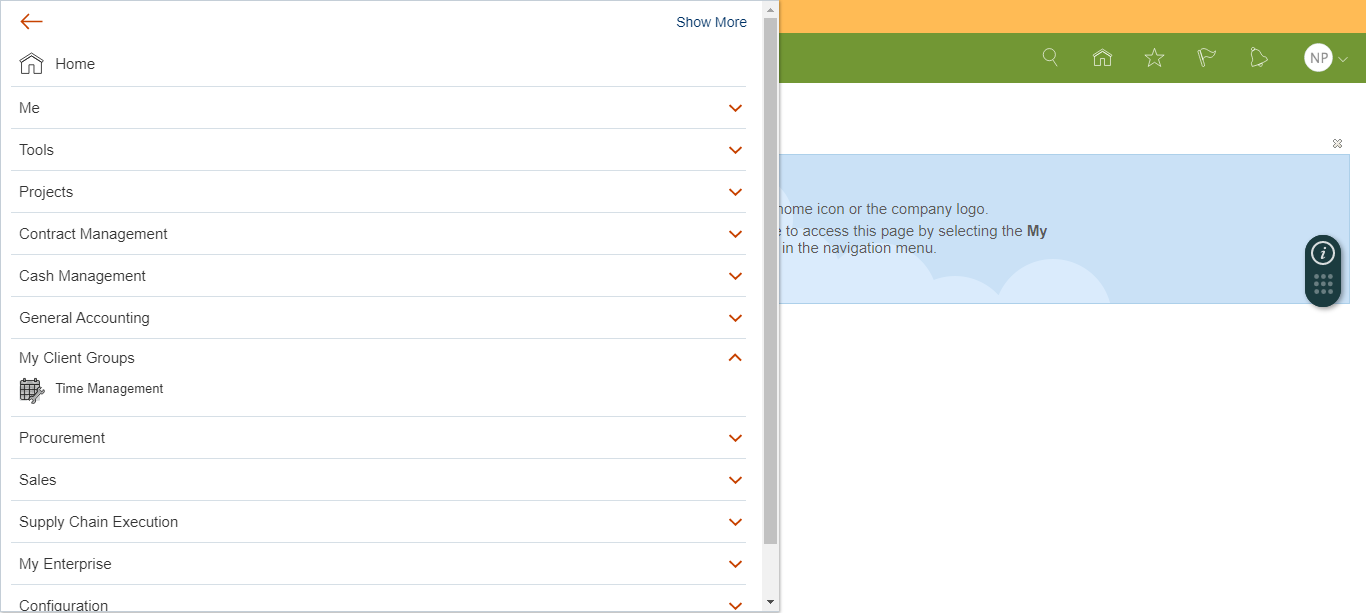 Show More
Home
Me
Tools
Projects
Contract Management
Cash Management
General Accounting
My Client Groups
Time Management
Procurement
Sales
Supply Chain Execution
My Enterprise
Configuration
NP
home icon or the company logo.
to access this page by selecting the My
in the navigation menu.
i